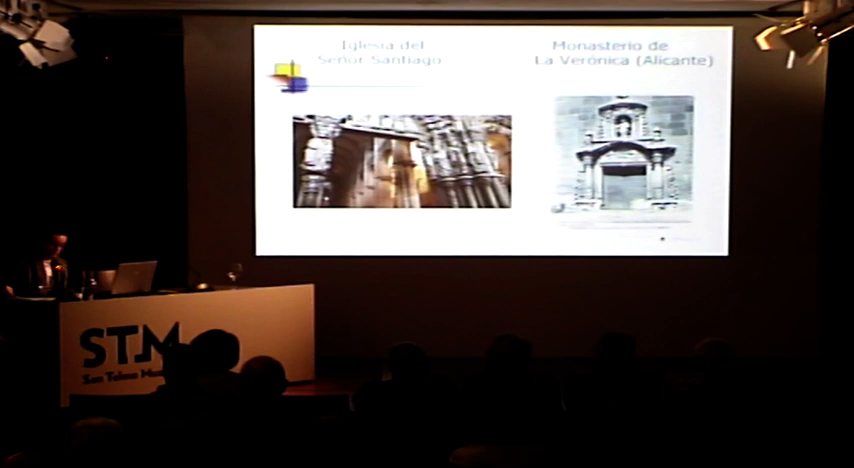 Iglesia del
Señor Santiago
Monasterio de
La Verónica (Alicante)
STM
San Telmo